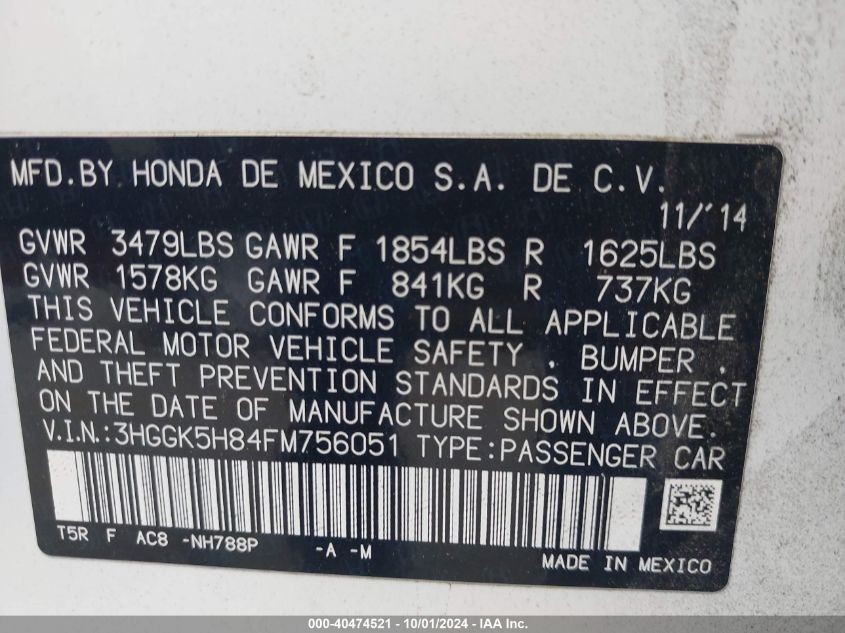 MFD.BY HONDA DE MEXICO S.A. DE C.V.
11/'14
GVWR 3479LBS GAWR F 1854LBS R 1625LBS
GVWR 1578KG GAWR F 841KG R 737KG
THIS VEHICLE CONFORMS TO ALL APPLICABLE
FEDERAL MOTOR VEHICLE SAFETY , BUMPER ,
AND THEFT PREVENTION STANDARDS IN EFFECT
ON THE DATE OF MANUFACTURE SHOWN ABOVE.
V.I.N.:3HGGK5H84FM756051 TYPE:PASSENGER CAR
T5R F AC8 -NH788P -A -M
MADE IN MEXICO
000-40474521 - 10/01/2024 - IAA Inc.